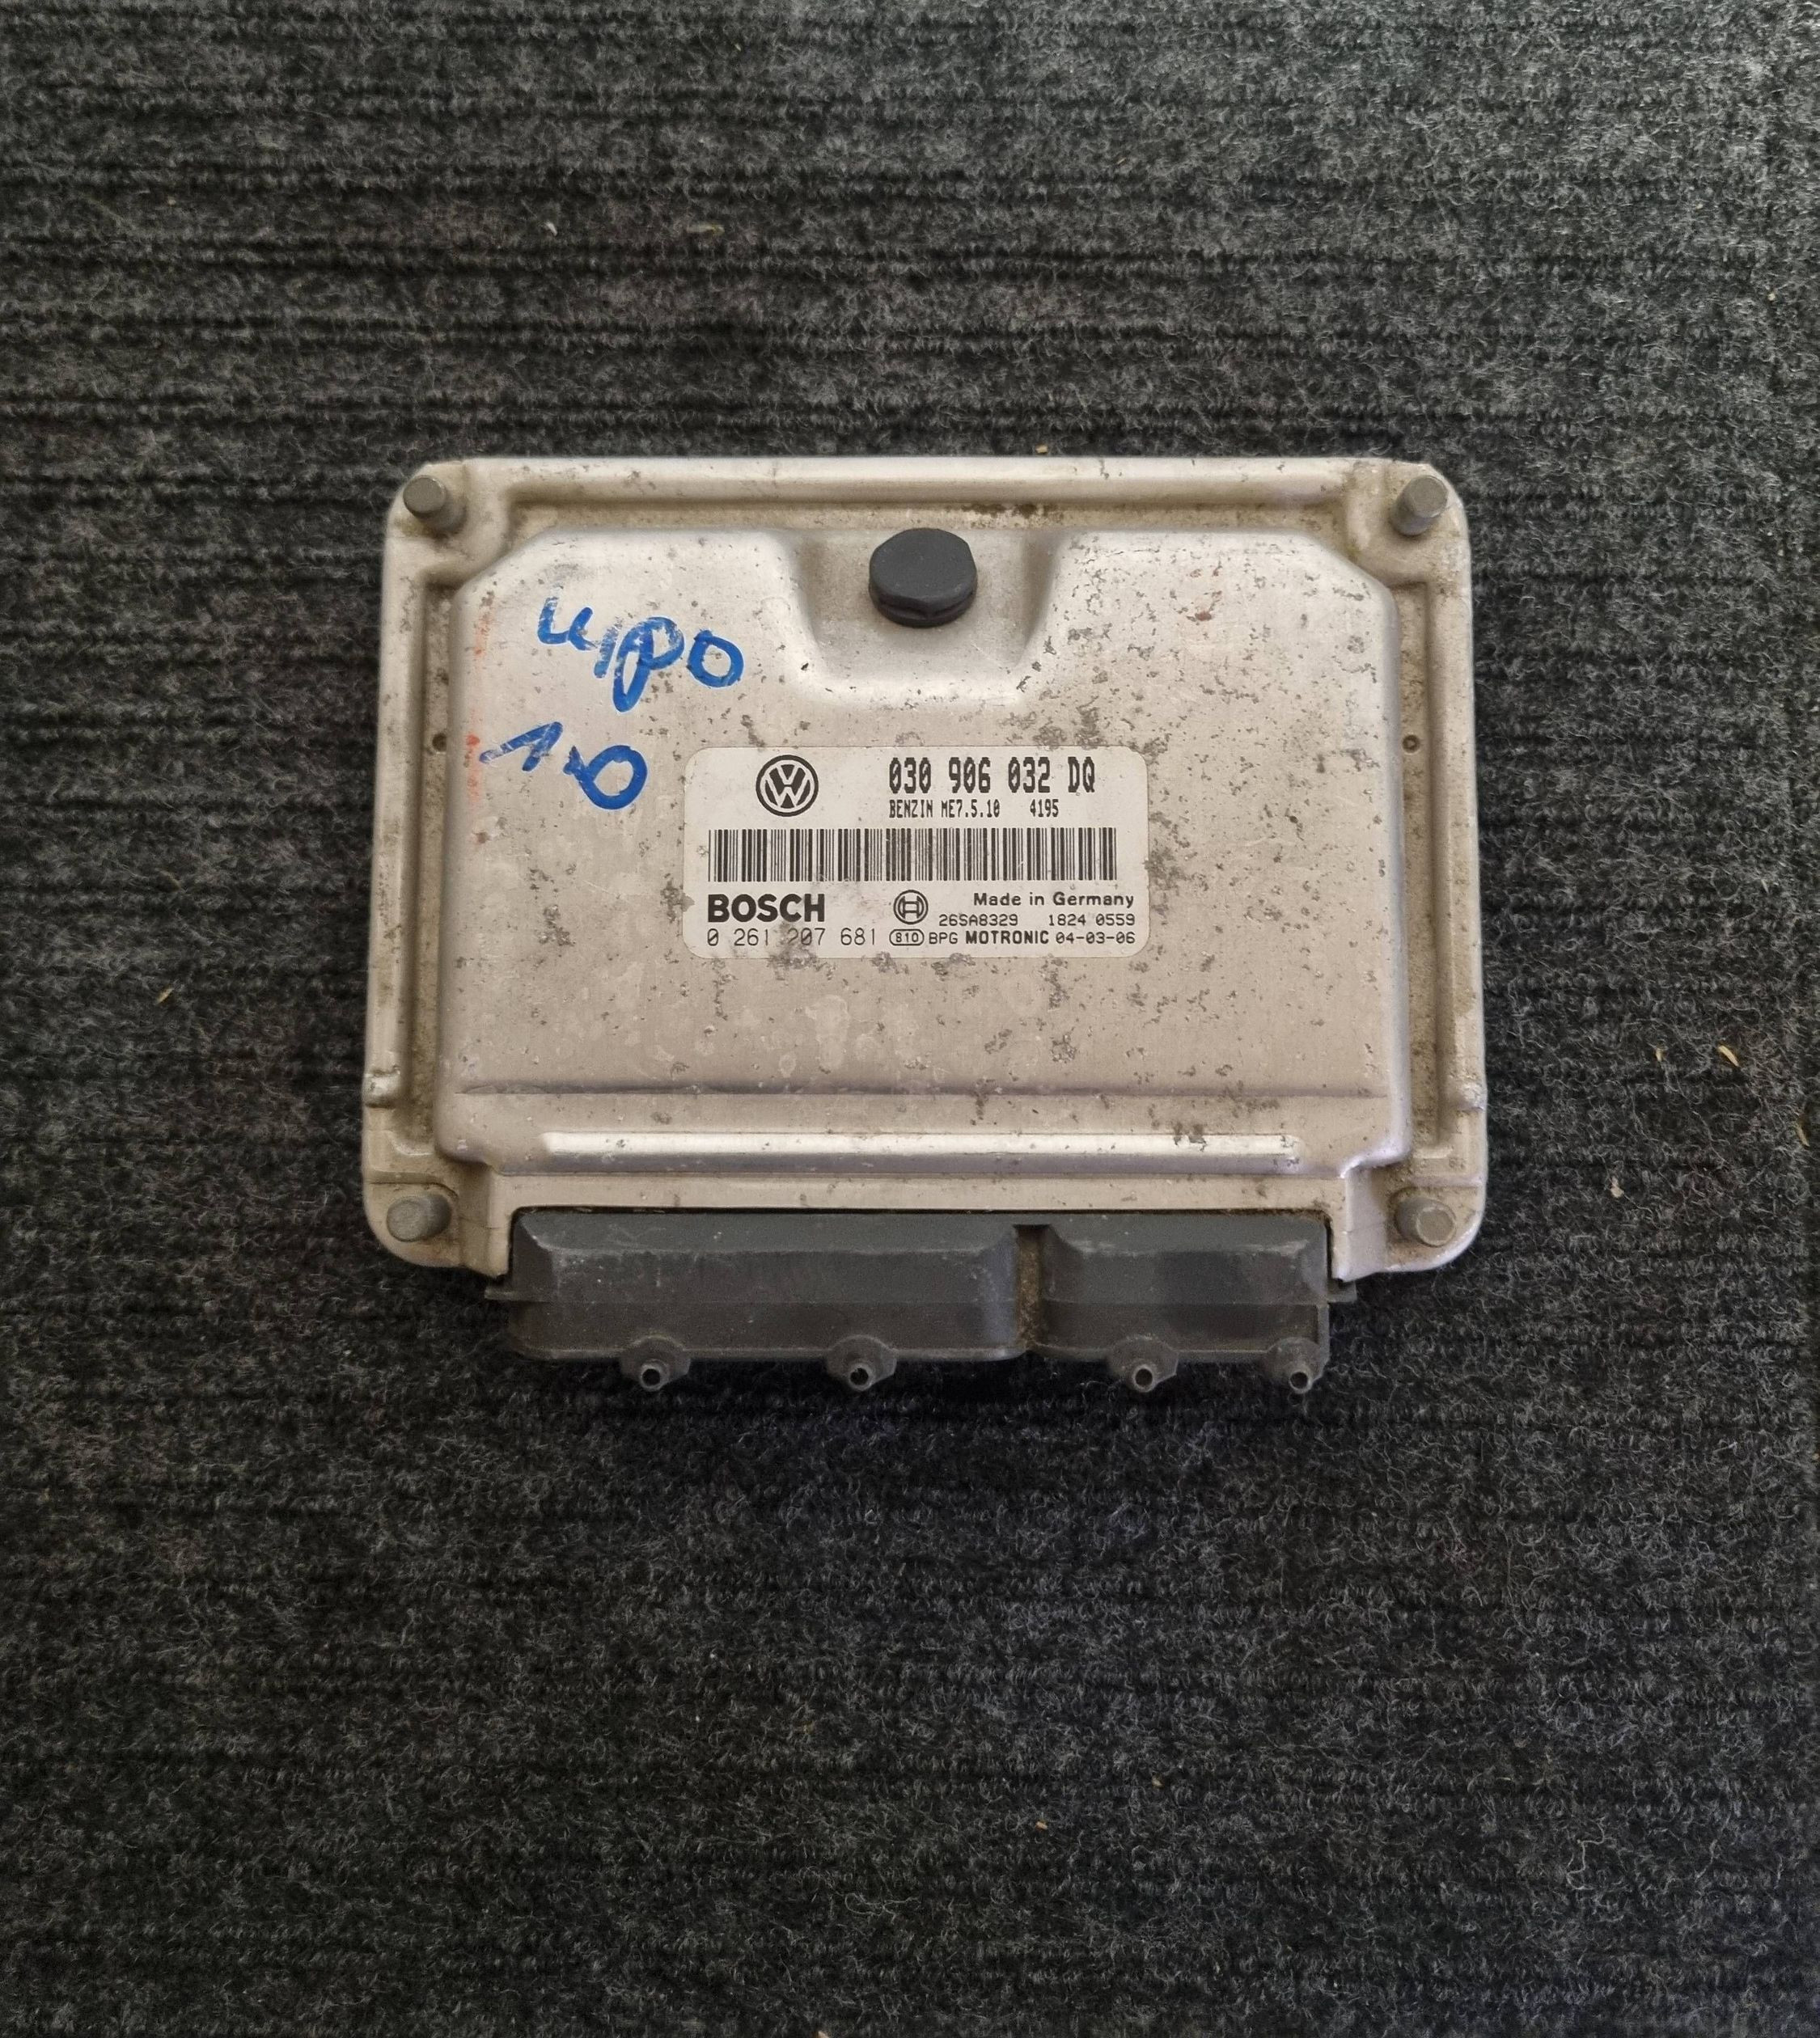 upo
1.0
030 906 032 DQ
BENZIN ME7.5.10 4195
BOSCH
Made in Germany
26SA8329 1824 0559
0 261 207 681 810 BPG MOTRONIC 04-03-06